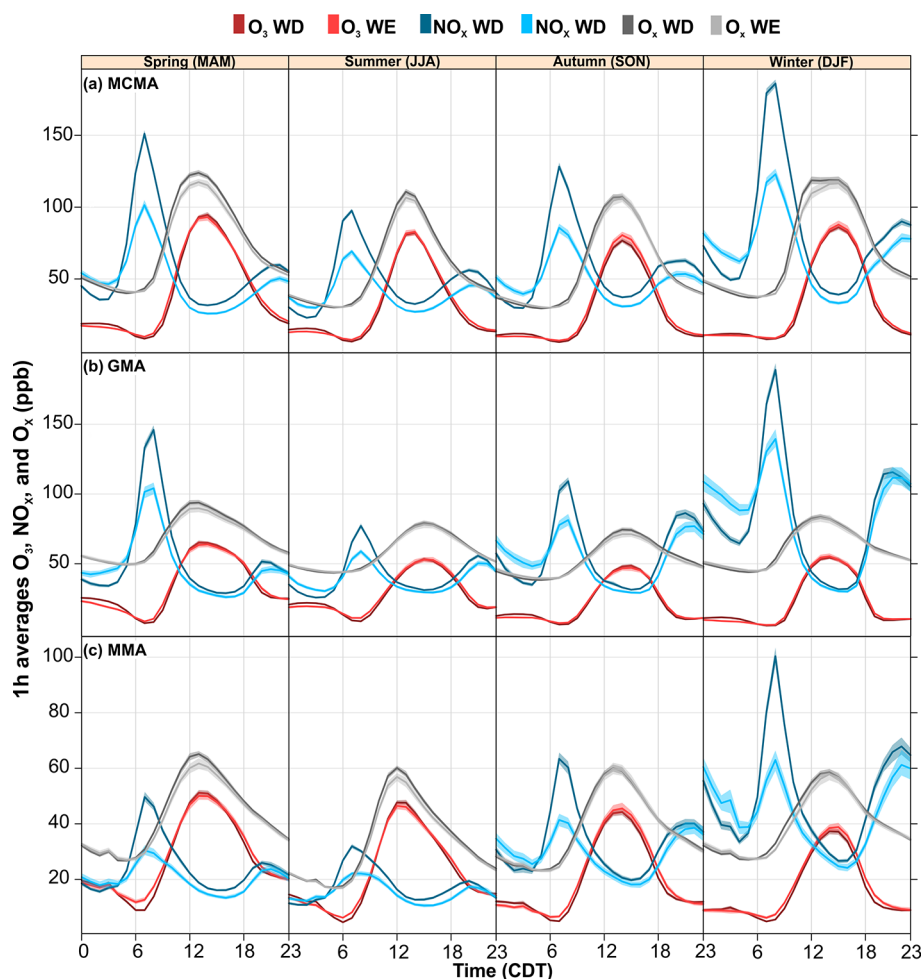 O₃ WD O₃ WE NOₓ WD NOₓ WD Oₓ WD Oₓ WE
Spring (MAM) Summer (JJA) Autumn (SON) Winter (DJF)
(a) MCMA
150
100
50
(b) GMA
150
100
50
(c) MMA
100
80
60
40
20
1h averages O₃, NOₓ, and Oₓ (ppb)
0 6 12 18 23 6 12 18 23 6 12 18 23 6 12 18 23
Time (CDT)